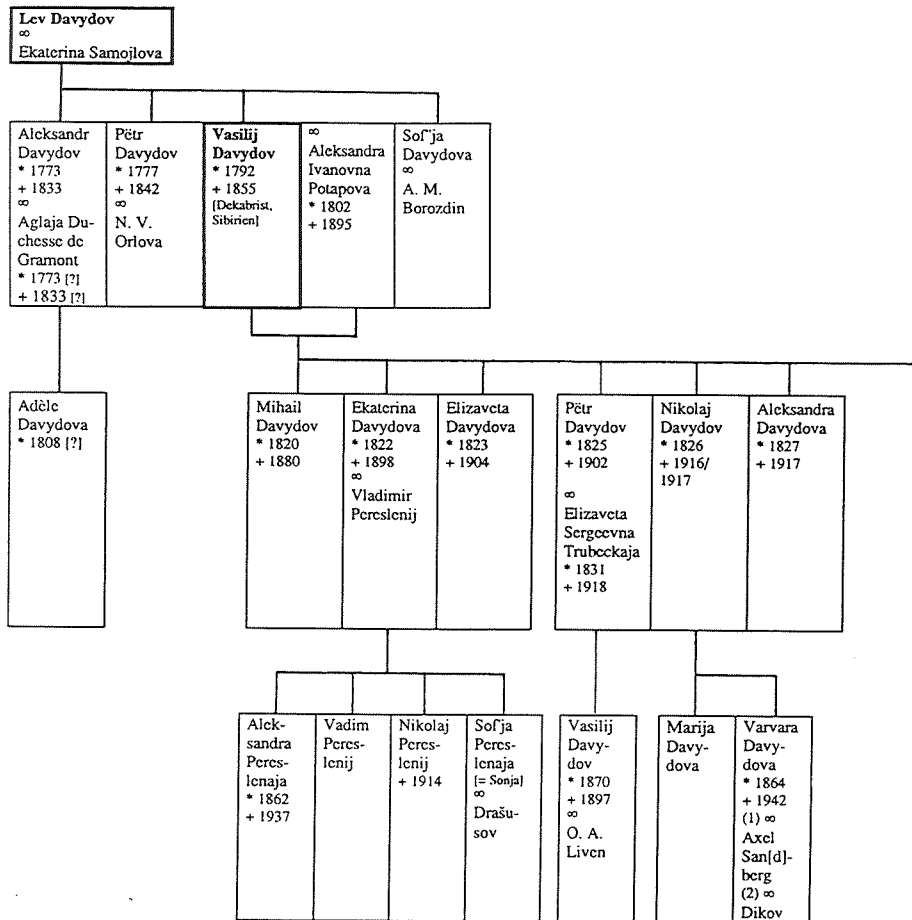 Lev Davydov
∞
Ekaterina Samojlova
Aleksandr
Davydov
* 1773
+ 1833
∞
Aglaja Du-
chesse de
Gramont
* 1773 [?]
+ 1833 [?]
Pëtr
Davydov
* 1777
+ 1842
∞
N. V.
Orlova
Vasilij
Davydov
* 1792
+ 1855
[Dekabrist,
Sibirien]
∞
Aleksandra
Ivanovna
Potapova
* 1802
+ 1895
Sof'ja
Davydova
∞
A. M.
Borozdin
Adèle
Davydova
* 1808 [?]
Mihail
Davydov
* 1820
+ 1880
Ekaterina
Davydova
* 1822
+ 1898
∞
Vladimir
Pereslenij
Elizaveta
Davydova
* 1823
+ 1904
Pëtr
Davydov
* 1825
+ 1902
∞
Elizaveta
Sergeevna
Trubeckaja
* 1831
+ 1918
Nikolaj
Davydov
* 1826
+ 1916/
1917
Aleksandra
Davydova
* 1827
+ 1917
Alek-
sandra
Peres-
lenaja
* 1862
+ 1937
Vadim
Peres-
lenij
Nikolaj
Peres-
lenij
+ 1914
Sof'ja
Peres-
lenaja
[= Sonja]
∞
Drašu-
sov
Vasilij
Davy-
dov
* 1870
+ 1897
∞
O. A.
Liven
Marija
Davy-
dova
Varvara
Davy-
dova
* 1864
+ 1942
(1) ∞
Axel
San[d]-
berg
(2) ∞
Dikov